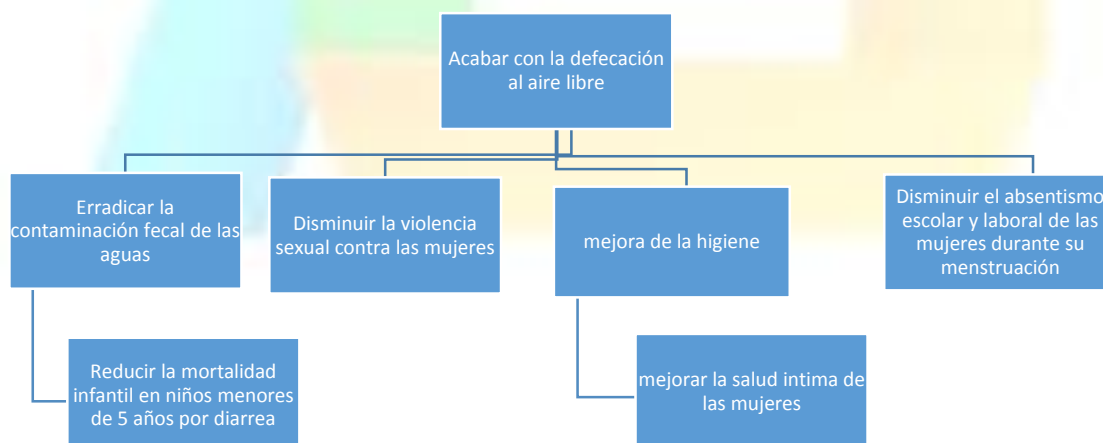 Acabar con la defecación
al aire libre
Erradicar la
contaminación fecal de las
aguas
Disminuir la violencia
sexual contra las mujeres
mejora de la higiene
Disminuir el absentismo
escolar y laboral de las
mujeres durante su
menstruación
Reducir la mortalidad
infantil en niños menores
de 5 años por diarrea
mejorar la salud intima de
las mujeres